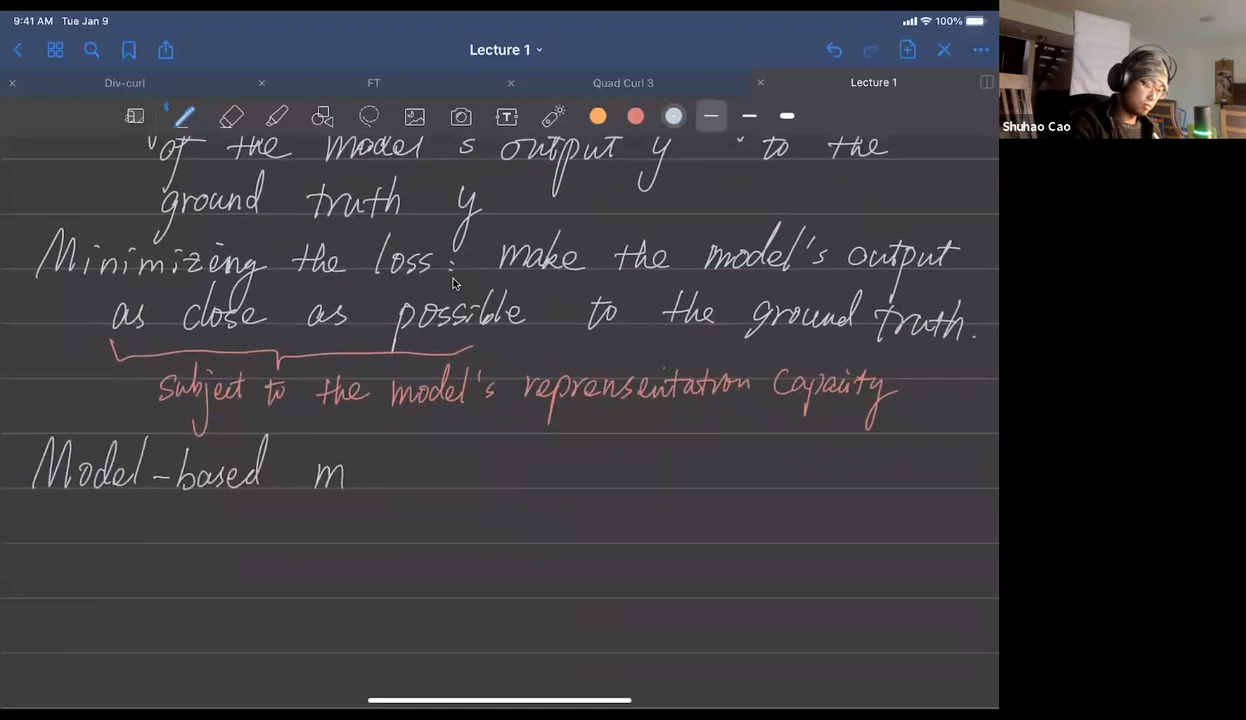 9:41 AM Tue Jan 9
100%
Lecture 1
Div-curl
FT
Quad Curl 3
Lecture 1
Shuhao Cao
of the model's output y to the
ground truth y
Minimizing the loss : make the model's output
as close as possible to the ground truth.
subject to the model's reprensentation Capacity
Model-based m